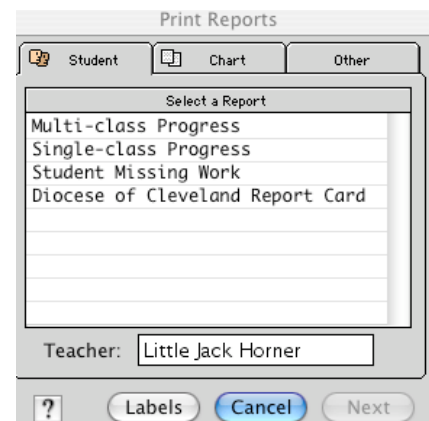 Print Reports
Student Chart Other
Select a Report
Multi-class Progress
Single-class Progress
Student Missing Work
Diocese of Cleveland Report Card
Teacher: Little Jack Horner
? Labels Cancel Next